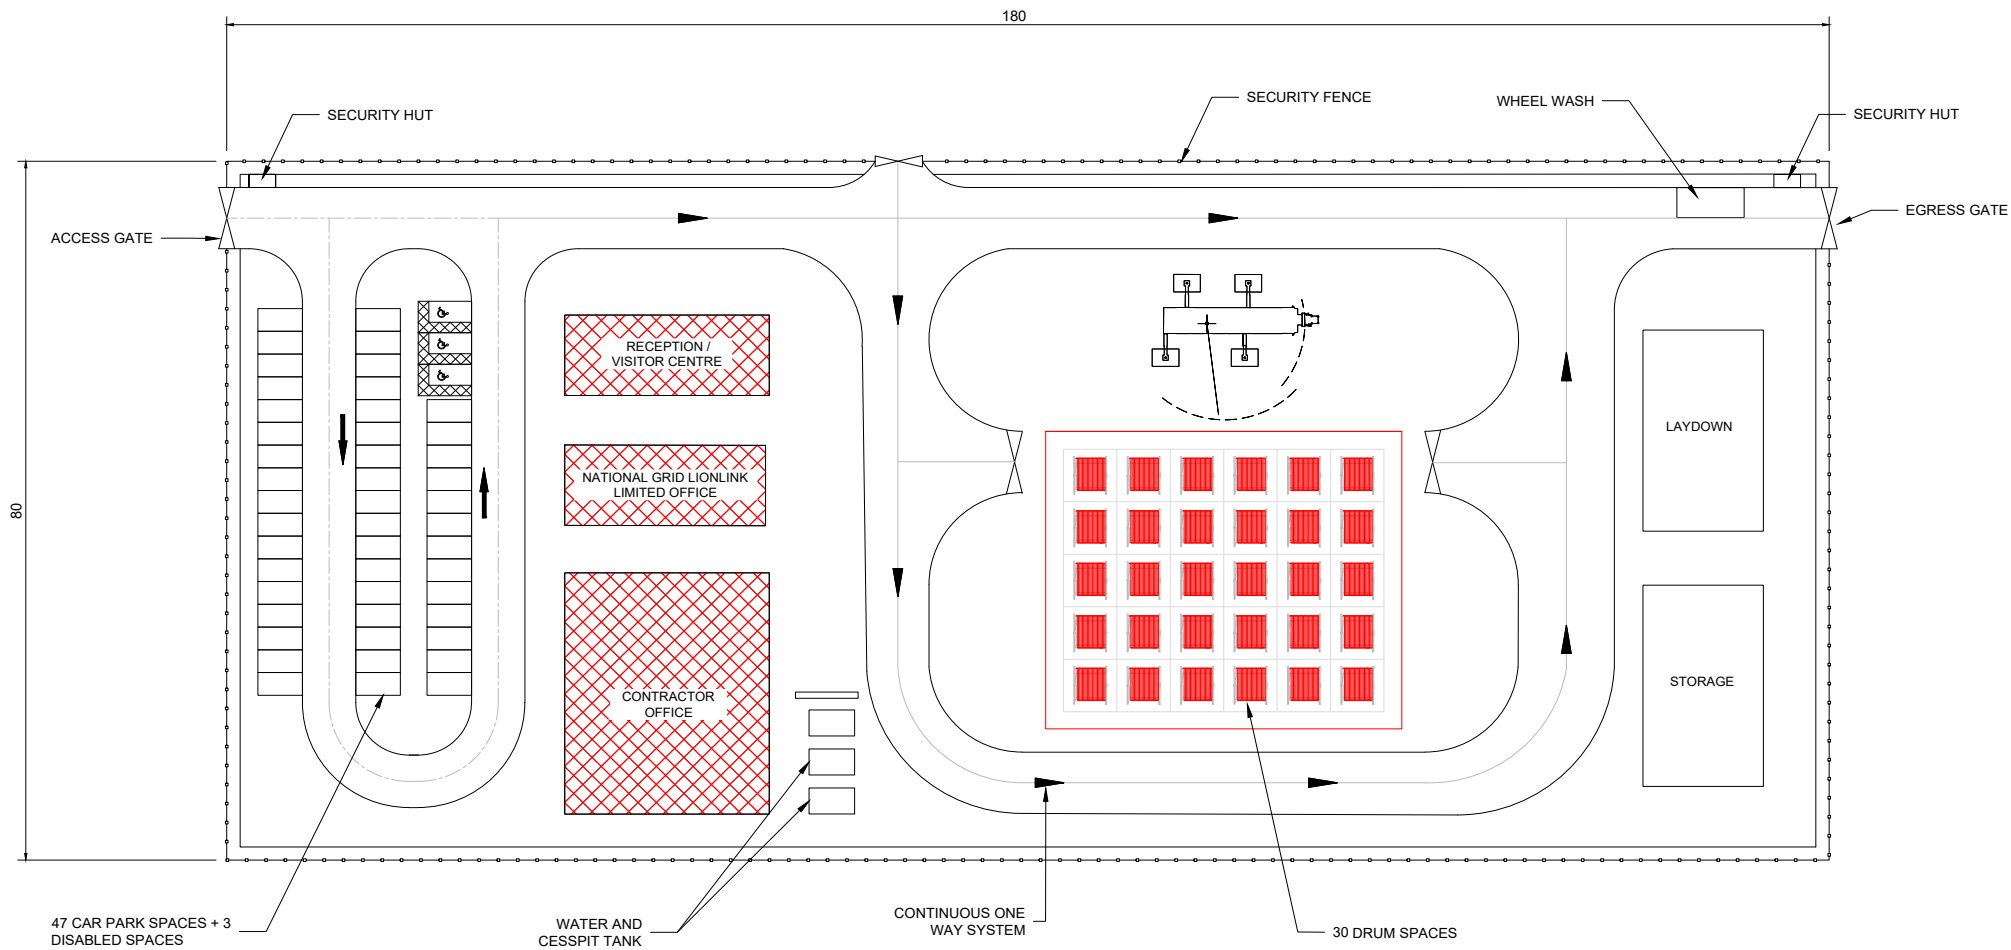 180
SECURITY HUT
SECURITY FENCE
WHEEL WASH
SECURITY HUT
ACCESS GATE
EGRESS GATE
RECEPTION /
VISITOR CENTRE
LAYDOWN
NATIONAL GRID LIONLINK
LIMITED OFFICE
80
STORAGE
CONTRACTOR
OFFICE
47 CAR PARK SPACES + 3
DISABLED SPACES
WATER AND
CESSPIT TANK
CONTINUOUS ONE
WAY SYSTEM
30 DRUM SPACES